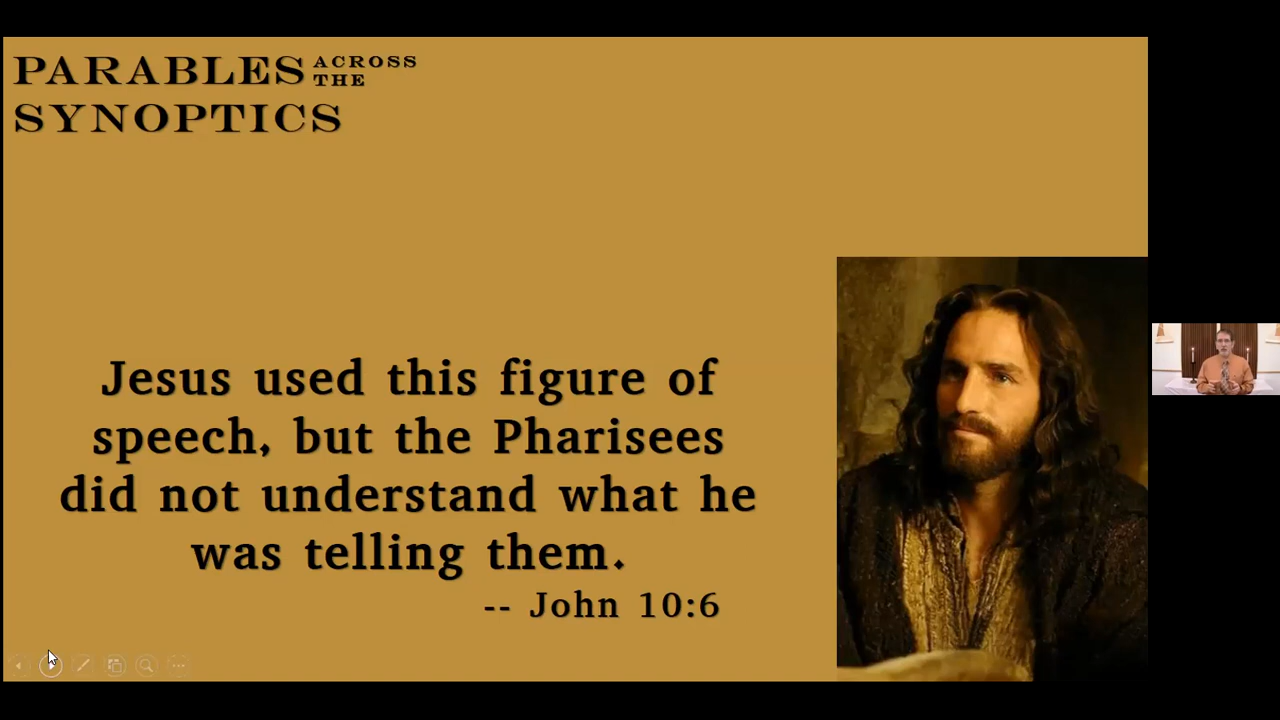 PARABLES ACROSS THE
SYNOPTICS
Jesus used this figure of
speech, but the Pharisees
did not understand what he
was telling them.
-- John 10:6